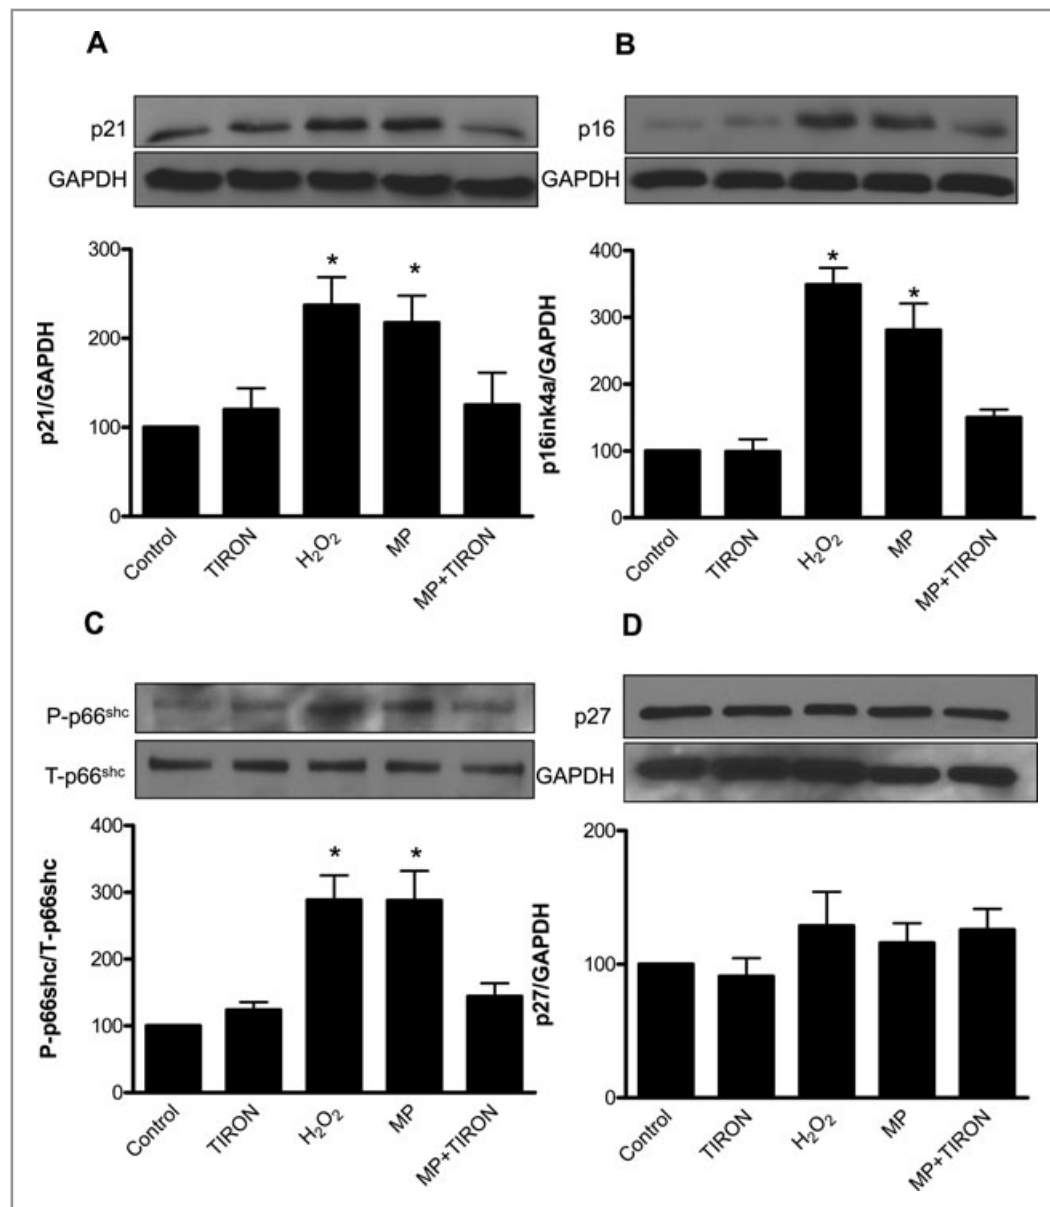 A
p21
GAPDH
300
200
100
0
p21/GAPDH
*
*
Control
TIRON
H₂O₂
MP
MP+TIRON
B
p16
GAPDH
400
300
200
100
0
p16ink4a/GAPDH
*
*
Control
TIRON
H₂O₂
MP
MP+TIRON
C
P-p66ˢʰᶜ
T-p66ˢʰᶜ
400
300
200
100
0
P-p66shc/T-p66shc
*
*
Control
TIRON
H₂O₂
MP
MP+TIRON
D
p27
GAPDH
200
100
0
p27/GAPDH
Control
TIRON
H₂O₂
MP
MP+TIRON